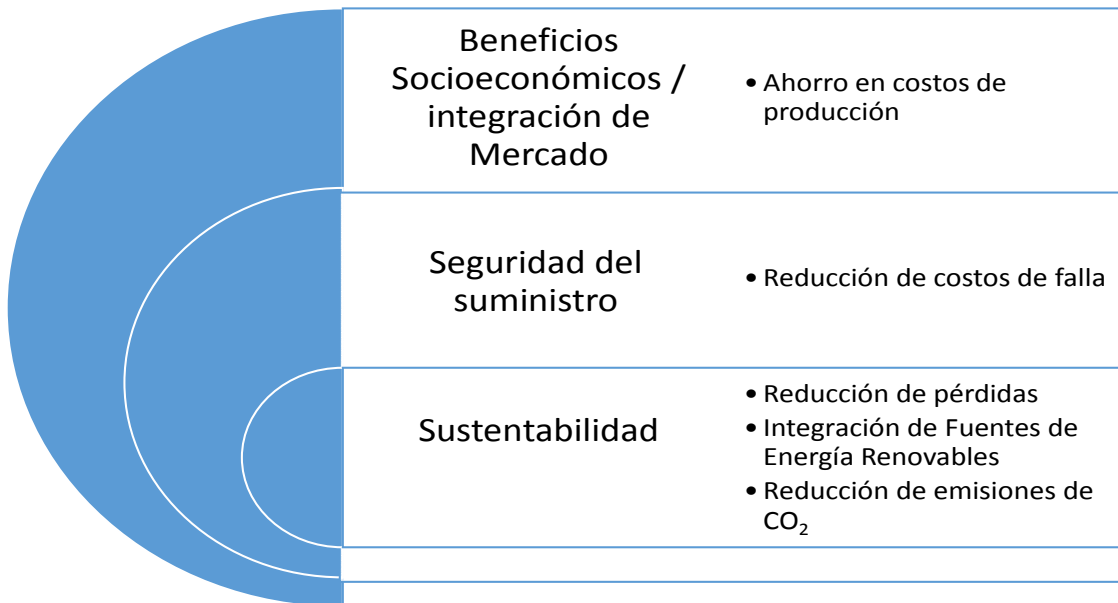 Beneficios
Socioeconómicos /
integración de
Mercado
• Ahorro en costos de
producción
Seguridad del
suministro
• Reducción de costos de falla
Sustentabilidad
• Reducción de pérdidas
• Integración de Fuentes de
Energía Renovables
• Reducción de emisiones de
CO₂